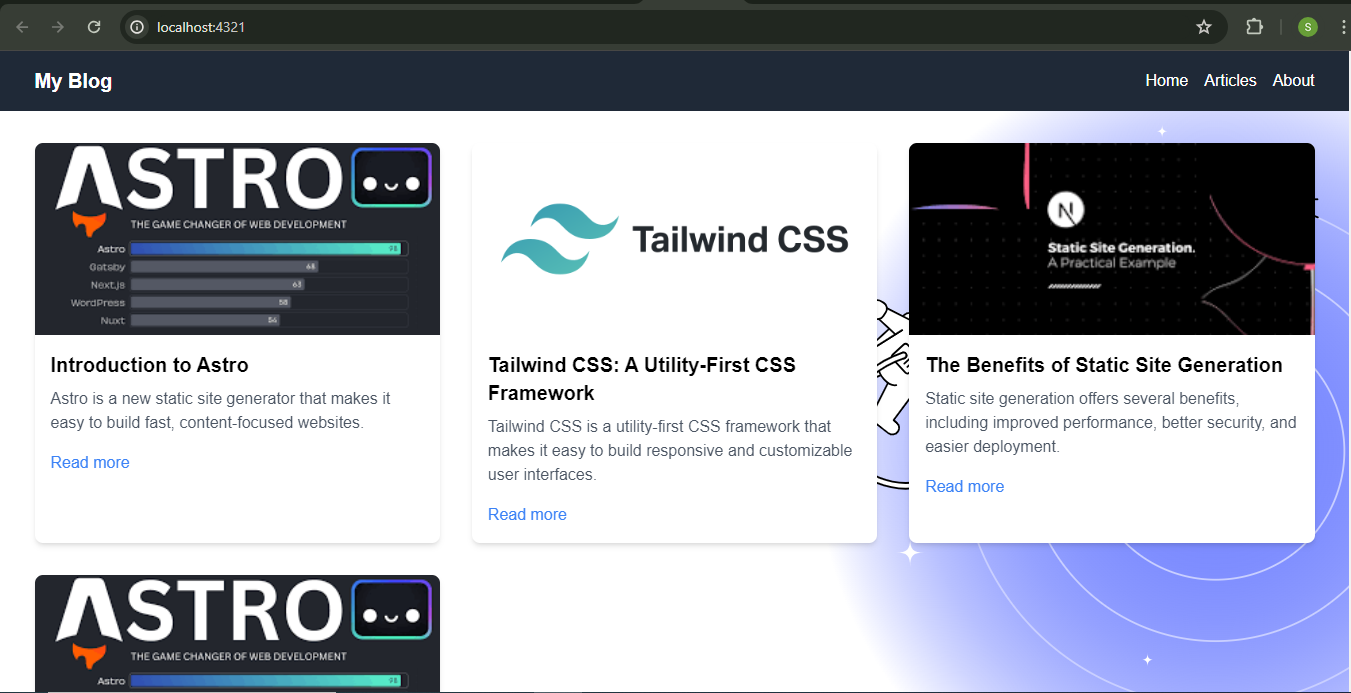 localhost:4321
S
My Blog
Home Articles About
ASTRO
THE GAME CHANGER OF WEB DEVELOPMENT
Astro 98
Gatsby 68
Next.js 63
WordPress 58
Nuxt 54
Introduction to Astro
Astro is a new static site generator that makes it
easy to build fast, content-focused websites.
Read more
Tailwind CSS
Tailwind CSS: A Utility-First CSS
Framework
Tailwind CSS is a utility-first CSS framework that
makes it easy to build responsive and customizable
user interfaces.
Read more
N
Static Site Generation.
A Practical Example
The Benefits of Static Site Generation
Static site generation offers several benefits,
including improved performance, better security, and
easier deployment.
Read more
ASTRO
THE GAME CHANGER OF WEB DEVELOPMENT
Astro 98